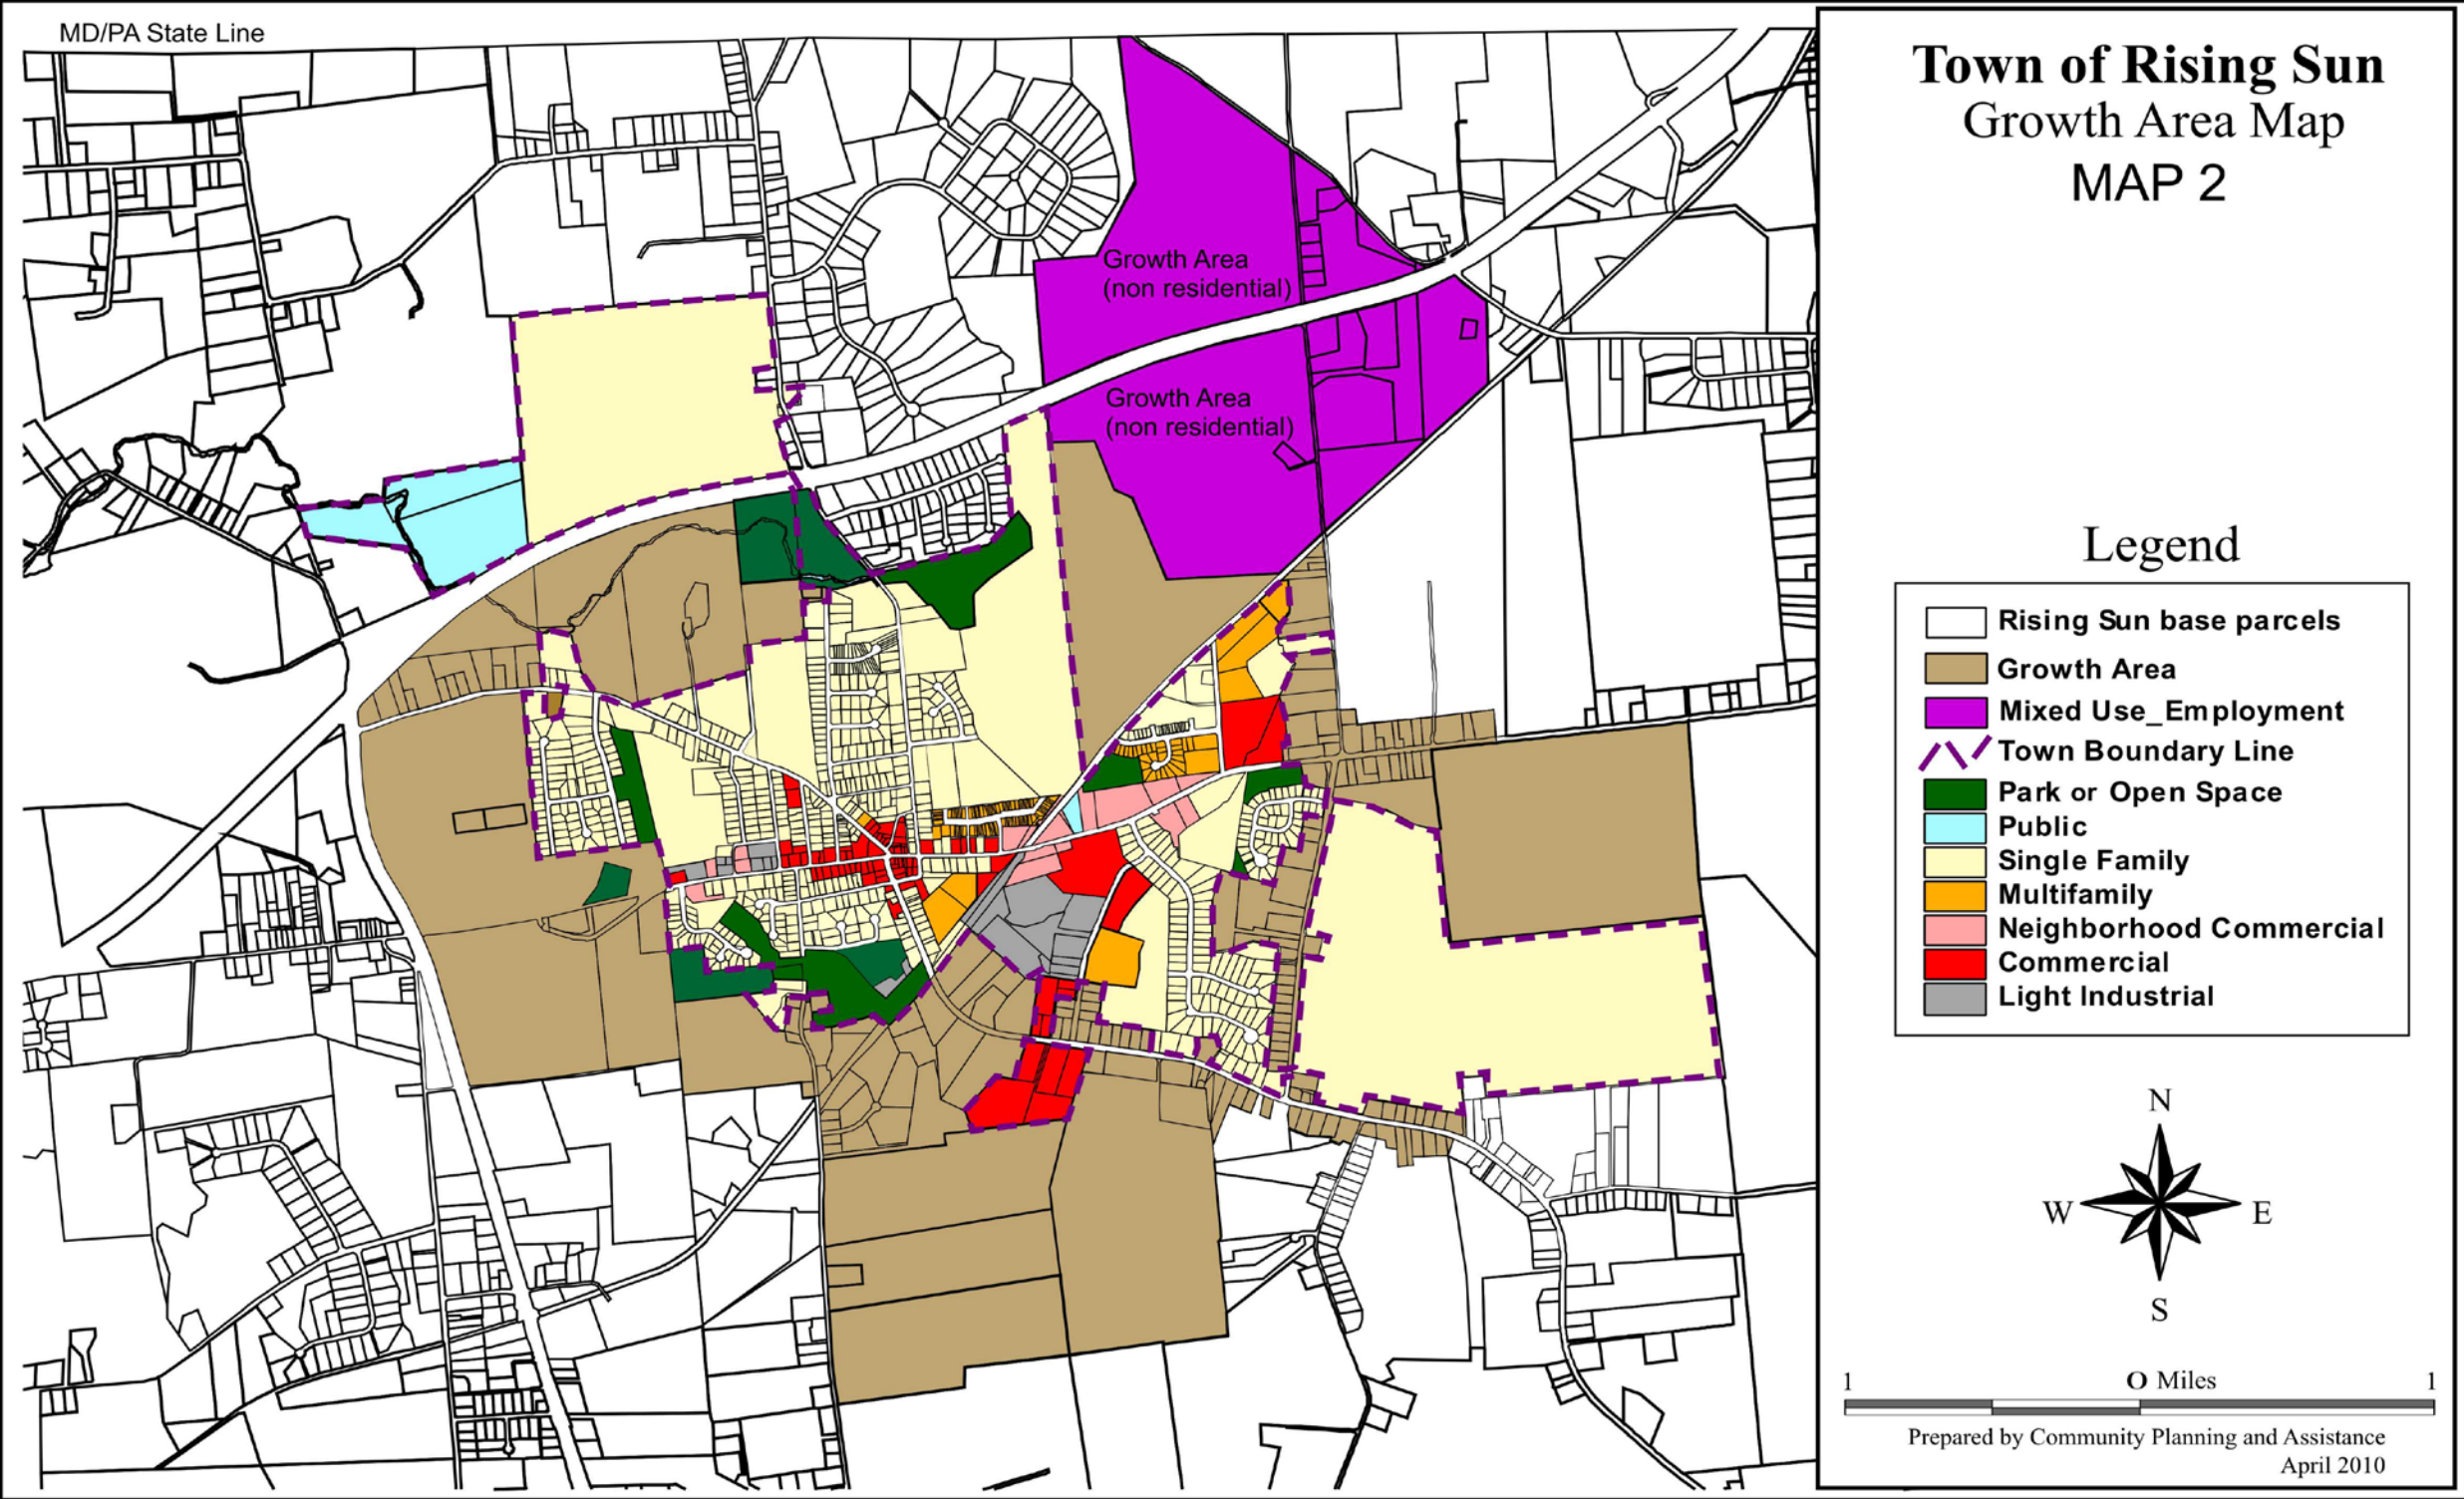 MD/PA State Line
Town of Rising Sun
Growth Area Map
MAP 2
Growth Area
(non residential)
Growth Area
(non residential)
Legend
Rising Sun base parcels
Growth Area
Mixed Use_Employment
Town Boundary Line
Park or Open Space
Public
Single Family
Multifamily
Neighborhood Commercial
Commercial
Light Industrial
N
W E
S
1 0 Miles 1
Prepared by Community Planning and Assistance
April 2010